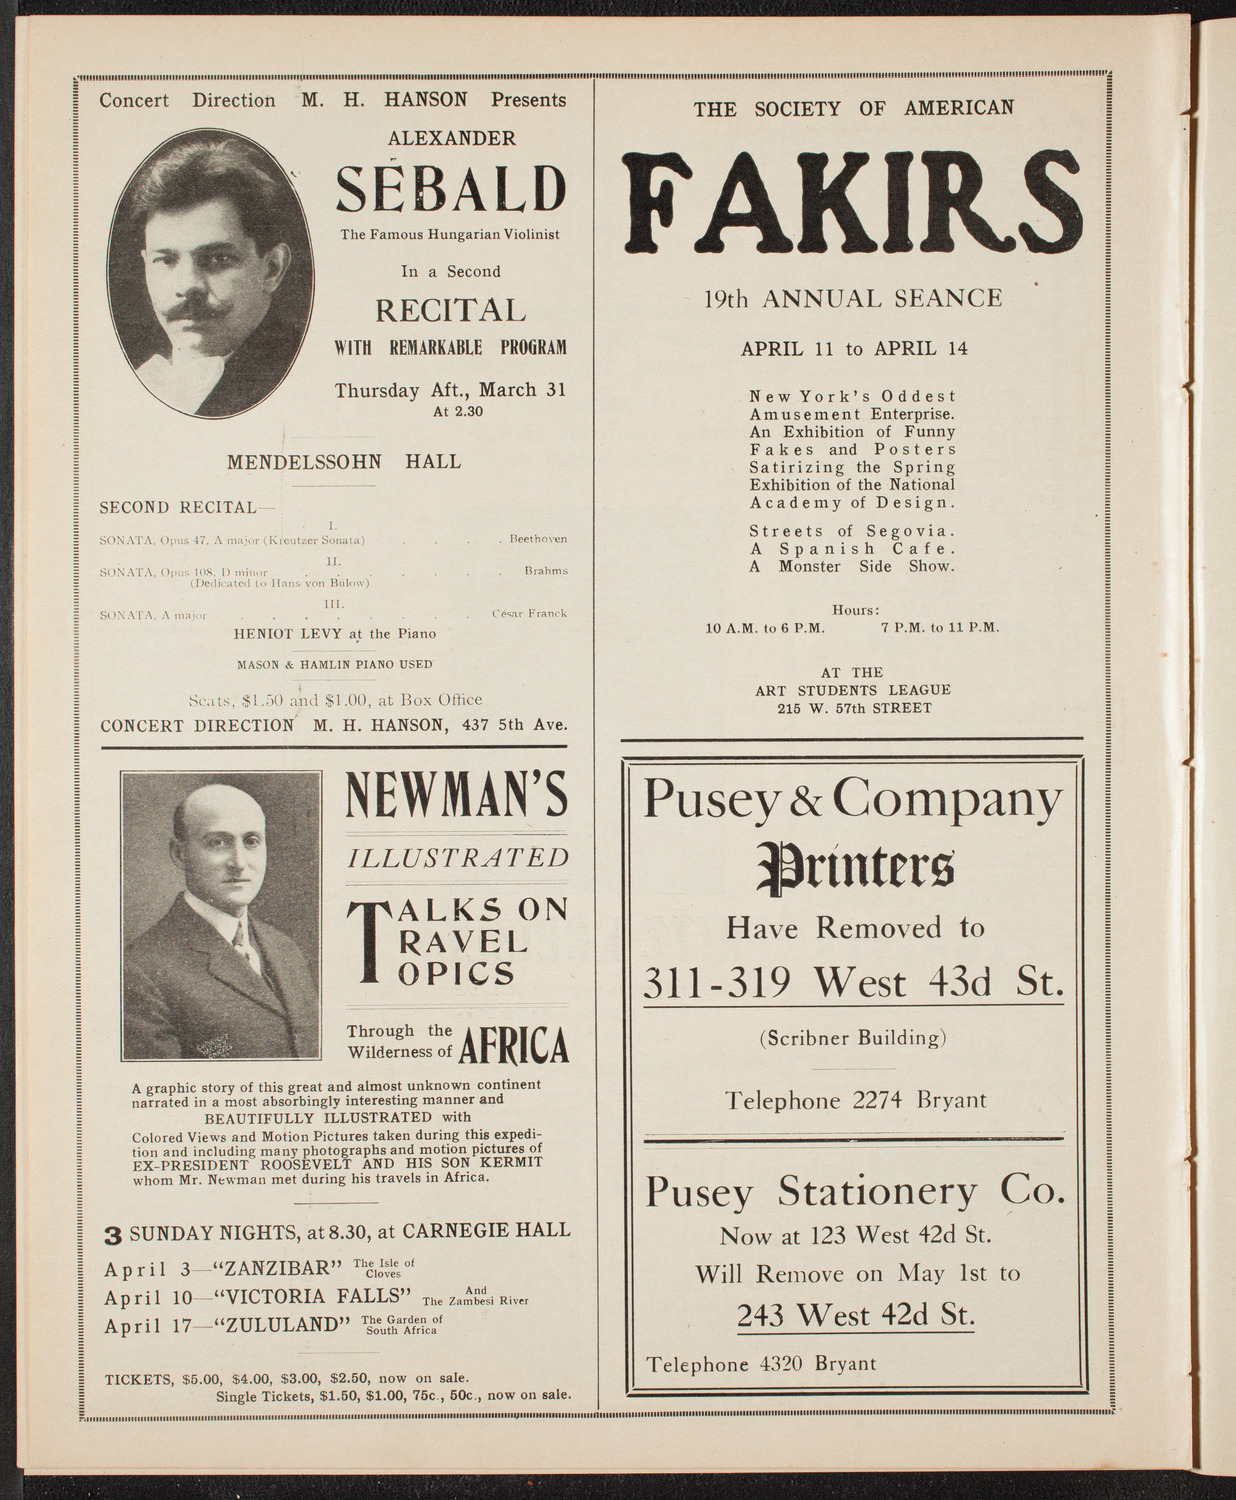 Concert Direction M. H. HANSON Presents
ALEXANDER
SÉBALD
The Famous Hungarian Violinist
In a Second
RECITAL
WITH REMARKABLE PROGRAM
Thursday Aft., March 31
At 2.30
MENDELSSOHN HALL
SECOND RECITAL—
I.
SONATA, Opus 47, A major (Kreutzer Sonata) . . . . Beethoven
II.
SONATA, Opus 108, D minor . . . . . . . Brahms
(Dedicated to Hans von Bülow)
III.
SONATA, A major . . . . . . . . César Franck
HENIOT LEVY at the Piano
MASON & HAMLIN PIANO USED
Seats, $1.50 and $1.00, at Box Office
CONCERT DIRECTION M. H. HANSON, 437 5th Ave.
NEWMAN'S
ILLUSTRATED
TALKS ON
TRAVEL
TOPICS
Through the
Wilderness of AFRICA
A graphic story of this great and almost unknown continent
narrated in a most absorbingly interesting manner and
BEAUTIFULLY ILLUSTRATED with
Colored Views and Motion Pictures taken during this expedi-
tion and including many photographs and motion pictures of
EX-PRESIDENT ROOSEVELT AND HIS SON KERMIT
whom Mr. Newman met during his travels in Africa.
3 SUNDAY NIGHTS, at 8.30, at CARNEGIE HALL
April 3—"ZANZIBAR" The Isle of
Cloves
April 10—"VICTORIA FALLS" And
The Zambesi River
April 17—"ZULULAND" The Garden of
South Africa
TICKETS, $5.00, $4.00, $3.00, $2.50, now on sale.
Single Tickets, $1.50, $1.00, 75c., 50c., now on sale.
THE SOCIETY OF AMERICAN
FAKIRS
19th ANNUAL SEANCE
APRIL 11 to APRIL 14
New York's Oddest
Amusement Enterprise.
An Exhibition of Funny
Fakes and Posters
Satirizing the Spring
Exhibition of the National
Academy of Design.
Streets of Segovia.
A Spanish Cafe.
A Monster Side Show.
Hours:
10 A.M. to 6 P.M. 7 P.M. to 11 P.M.
AT THE
ART STUDENTS LEAGUE
215 W. 57th STREET
Pusey & Company
Printers
Have Removed to
311-319 West 43d St.
(Scribner Building)
Telephone 2274 Bryant
Pusey Stationery Co.
Now at 123 West 42d St.
Will Remove on May 1st to
243 West 42d St.
Telephone 4320 Bryant